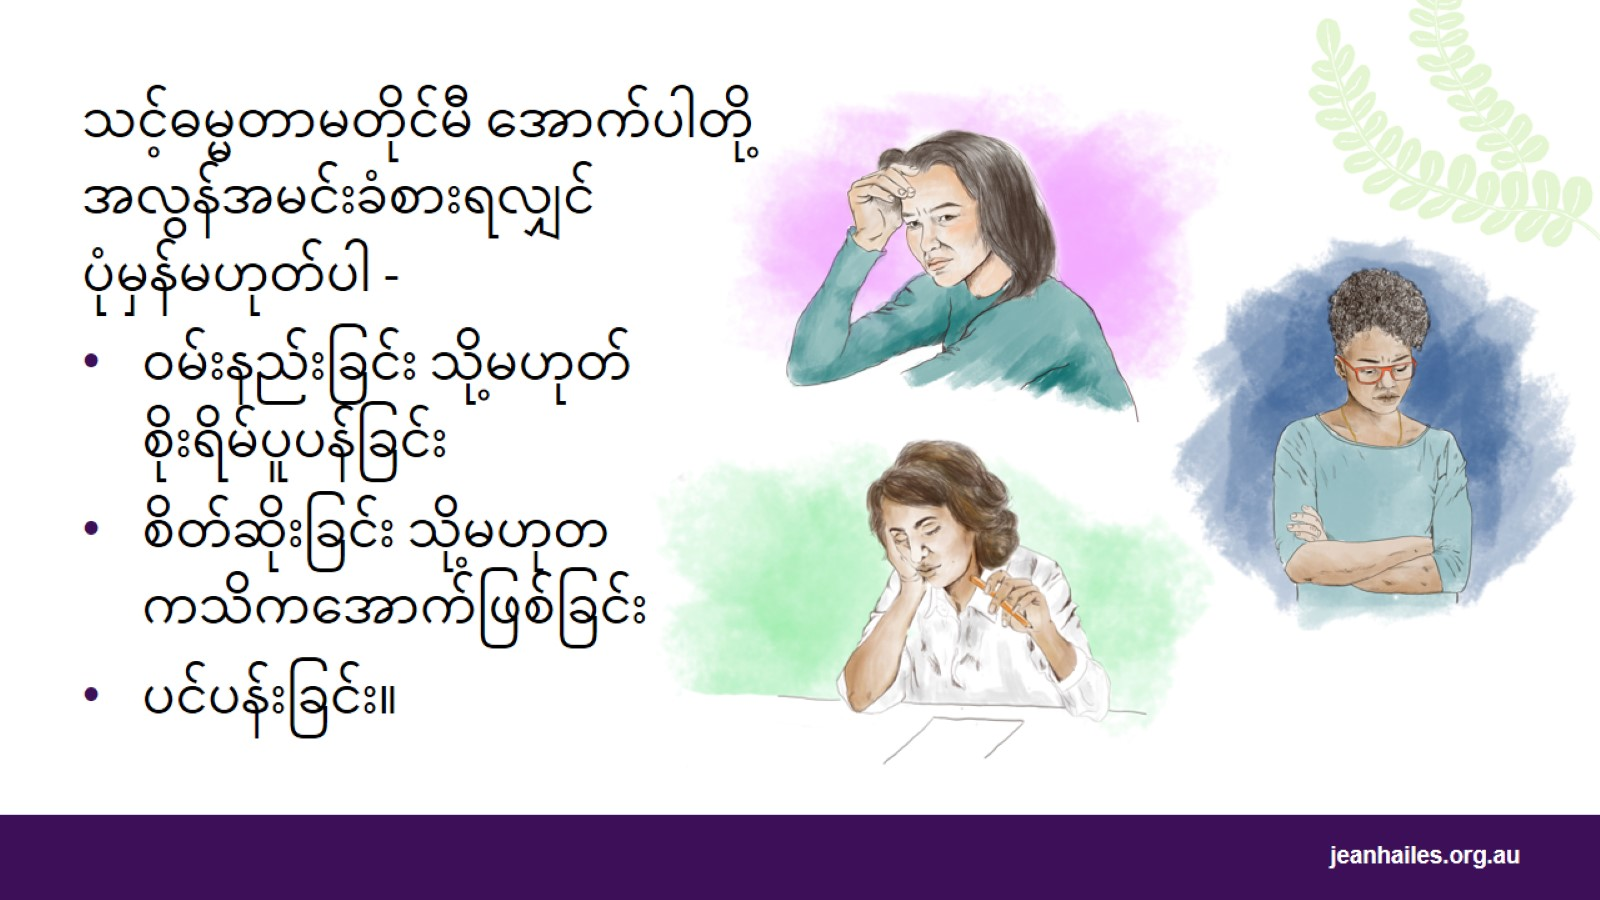 သင့်ဓမ္မတာမတိုင်မီ အောက်ပါတို့
အလွန်အမင်းခံစားရလျှင်
ပုံမှန်မဟုတ်ပါ -
• ဝမ်းနည်းခြင်း သို့မဟုတ်
စိုးရိမ်ပူပန်ခြင်း
• စိတ်ဆိုးခြင်း သို့မဟုတ
ကသိကအောက်ဖြစ်ခြင်း
• ပင်ပန်းခြင်း။
jeanhailes.org.au